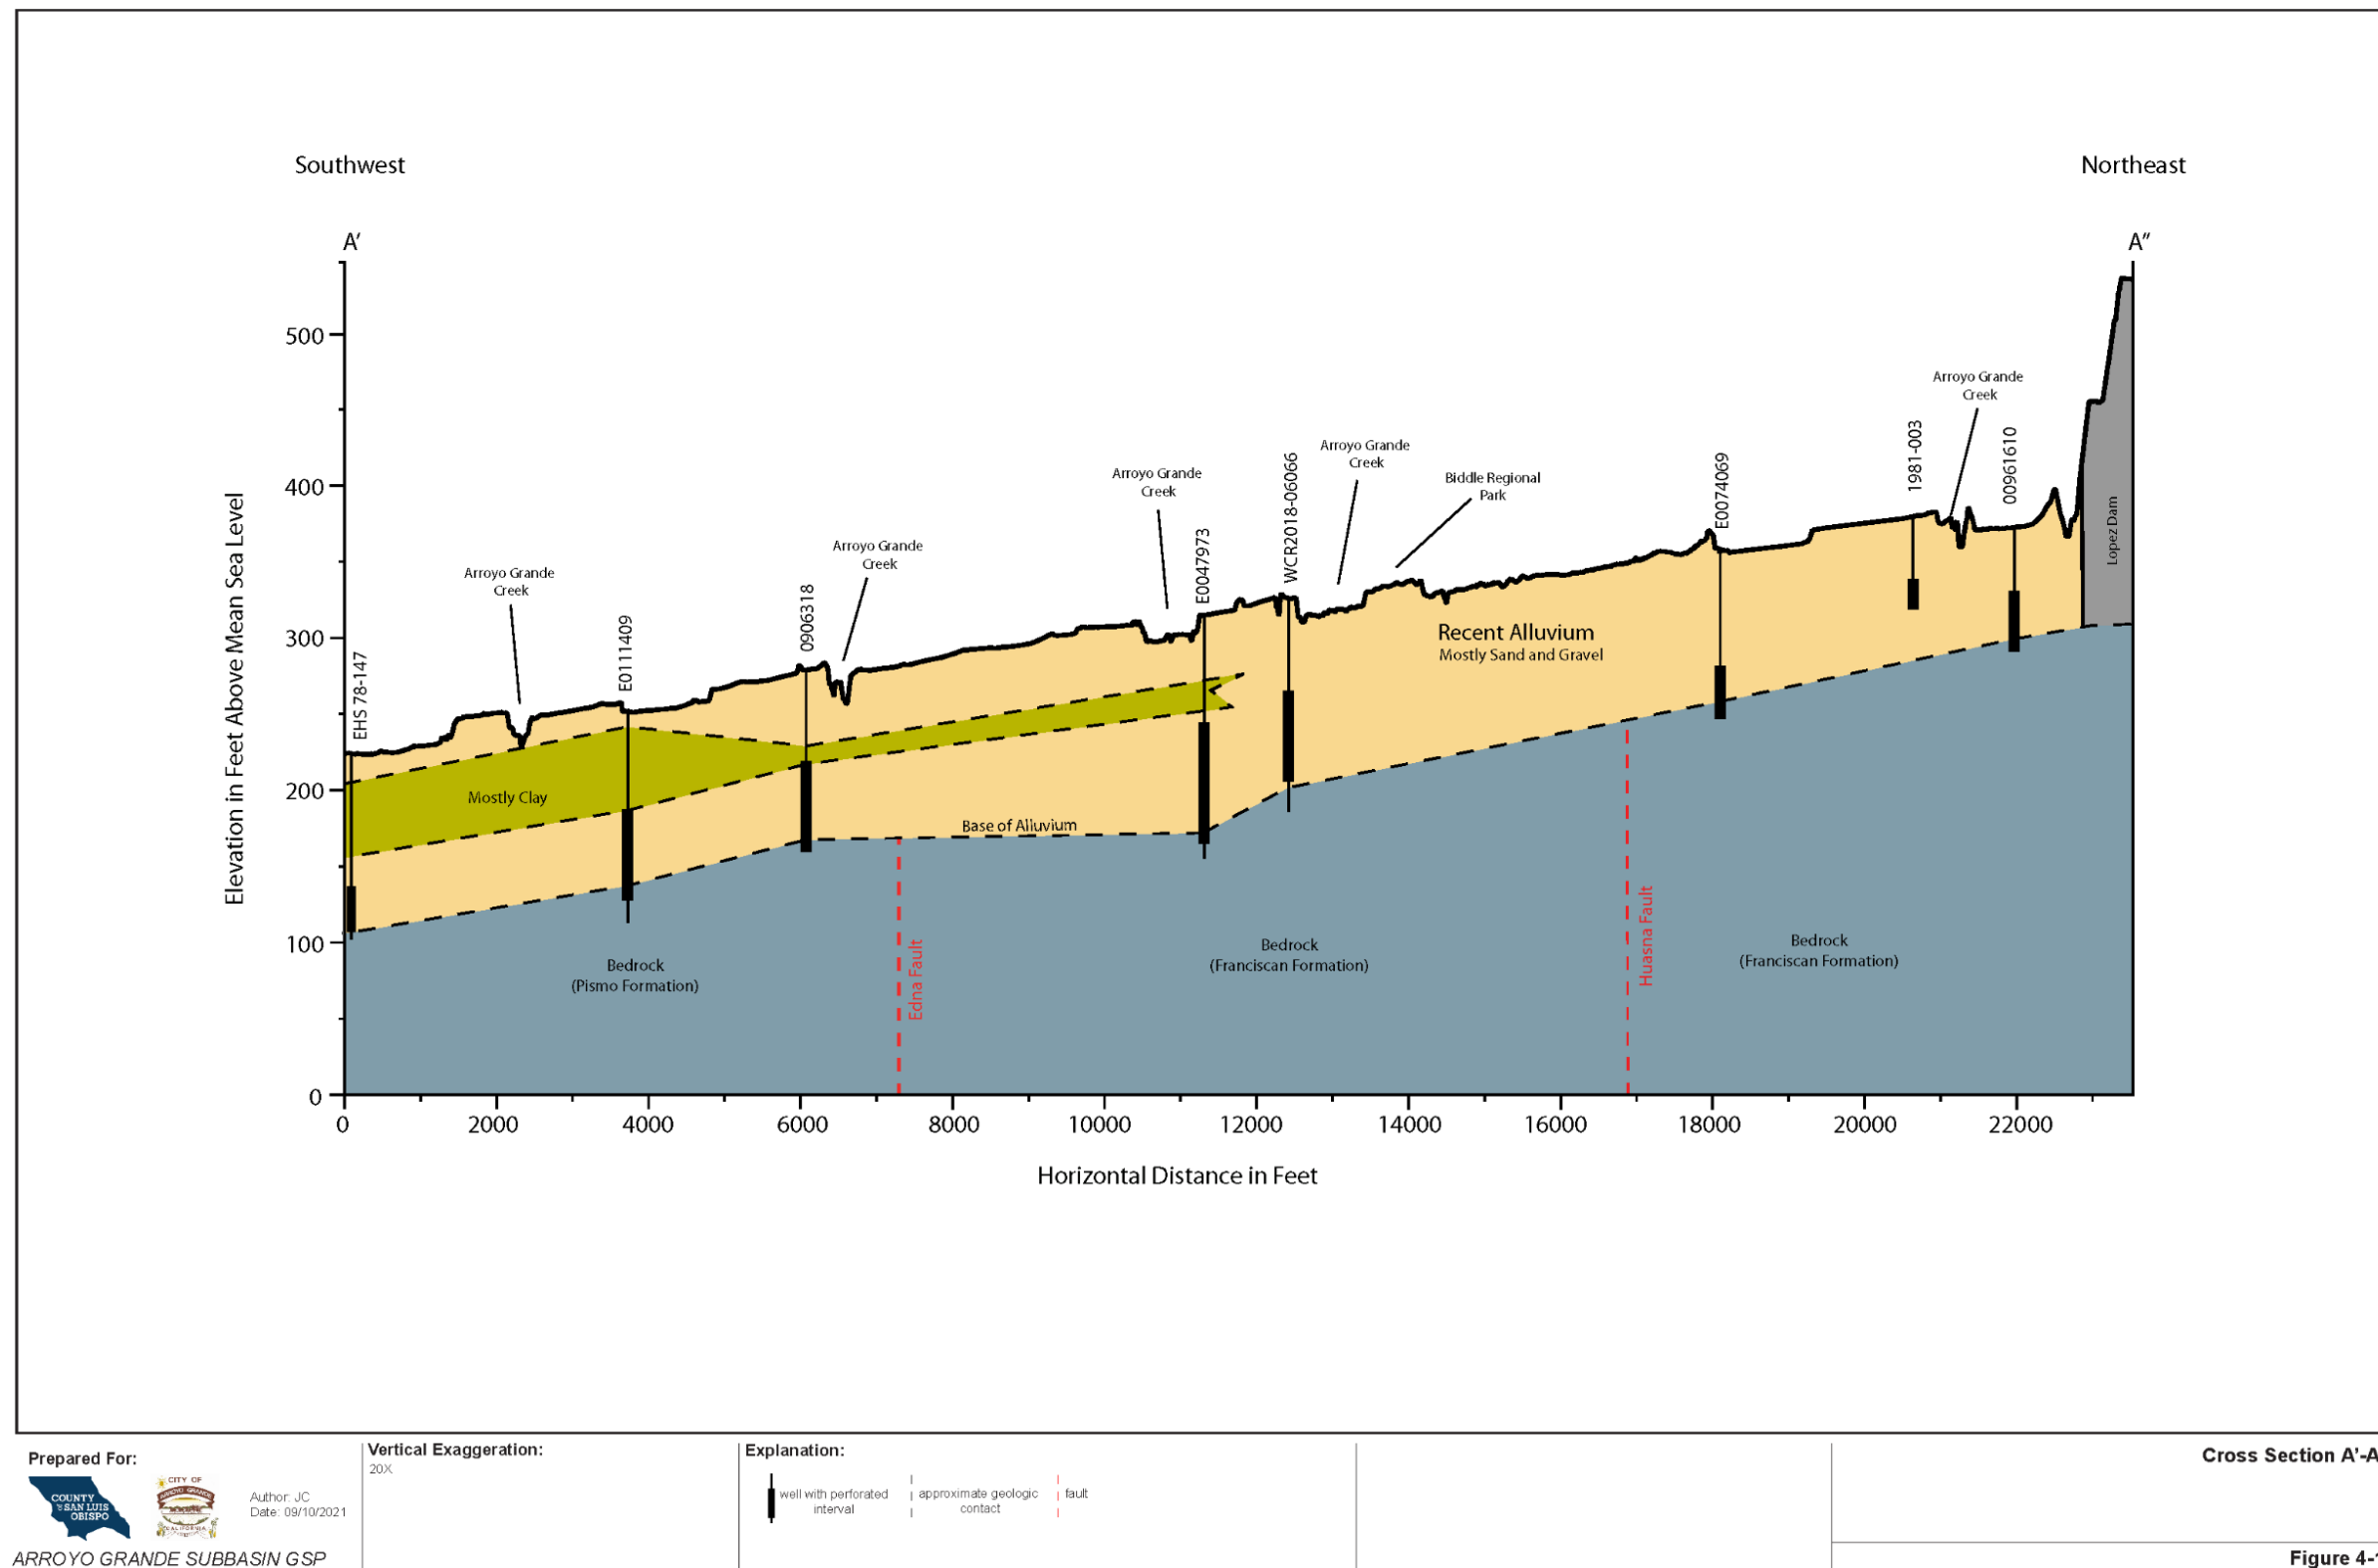 Southwest
Northeast
A'
A"
Elevation in Feet Above Mean Sea Level
500
400
300
200
100
0
EHS 78-147
Arroyo Grande
Creek
E0111409
0906318
Arroyo Grande
Creek
Arroyo Grande
Creek
E0047973
WCR2018-06066
Arroyo Grande
Creek
Biddle Regional
Park
E0074069
1981-003
Arroyo Grande
Creek
00961610
Lopez Dam
Recent Alluvium
Mostly Sand and Gravel
Mostly Clay
Base of Alluvium
Bedrock
(Pismo Formation)
Edna Fault
Bedrock
(Franciscan Formation)
Huasna Fault
Bedrock
(Franciscan Formation)
0
2000
4000
6000
8000
10000
12000
14000
16000
18000
20000
22000
Horizontal Distance in Feet
Prepared For:
COUNTY
OF SAN LUIS
OBISPO
CITY OF
ARROYO GRANDE
CALIFORNIA
Author: JC
Date: 09/10/2021
ARROYO GRANDE SUBBASIN GSP
Vertical Exaggeration:
20X
Explanation:
well with perforated
interval
approximate geologic
contact
fault
Cross Section A'-A
Figure 4-